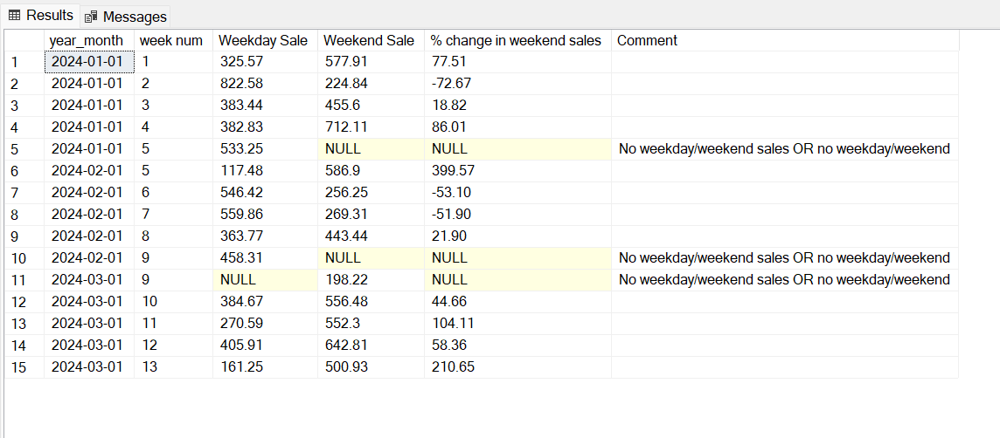 Results Messages
year_month week num Weekday Sale Weekend Sale % change in weekend sales Comment
1 2024-01-01 1 325.57 577.91 77.51
2 2024-01-01 2 822.58 224.84 -72.67
3 2024-01-01 3 383.44 455.6 18.82
4 2024-01-01 4 382.83 712.11 86.01
5 2024-01-01 5 533.25 NULL NULL No weekday/weekend sales OR no weekday/weekend
6 2024-02-01 5 117.48 586.9 399.57
7 2024-02-01 6 546.42 256.25 -53.10
8 2024-02-01 7 559.86 269.31 -51.90
9 2024-02-01 8 363.77 443.44 21.90
10 2024-02-01 9 458.31 NULL NULL No weekday/weekend sales OR no weekday/weekend
11 2024-03-01 9 NULL 198.22 NULL No weekday/weekend sales OR no weekday/weekend
12 2024-03-01 10 384.67 556.48 44.66
13 2024-03-01 11 270.59 552.3 104.11
14 2024-03-01 12 405.91 642.81 58.36
15 2024-03-01 13 161.25 500.93 210.65